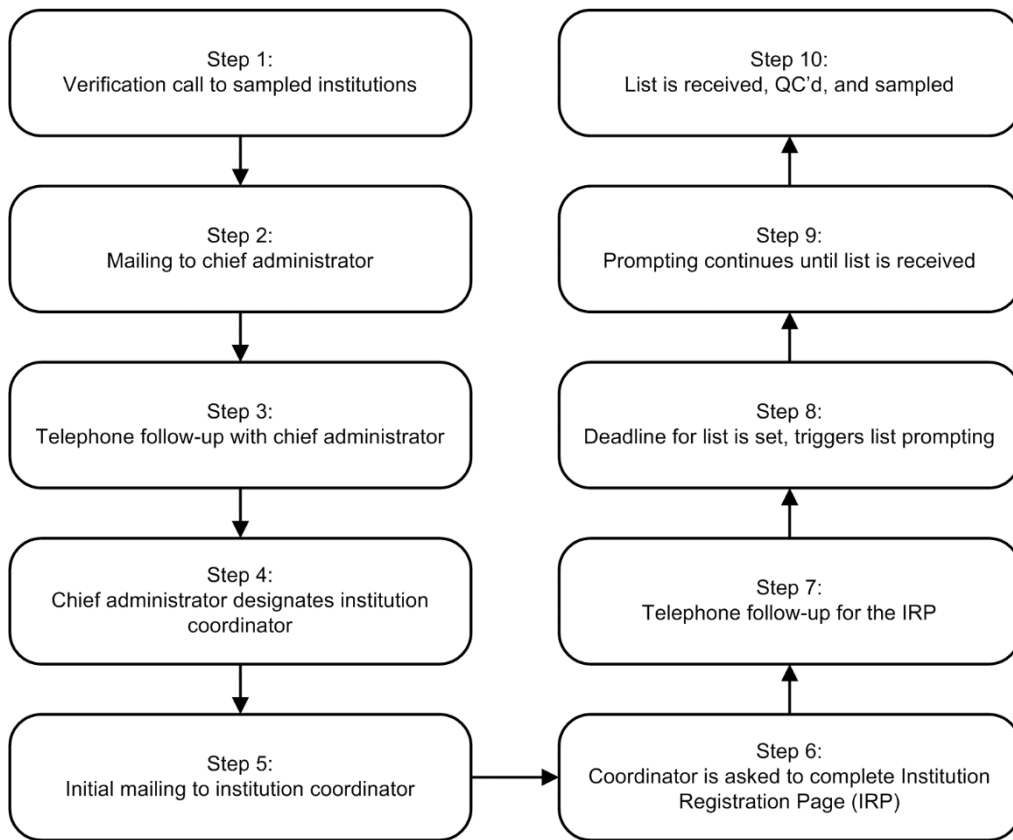 Step 1:
Verification call to sampled institutions
Step 2:
Mailing to chief administrator
Step 3:
Telephone follow-up with chief administrator
Step 4:
Chief administrator designates institution
coordinator
Step 5:
Initial mailing to institution coordinator
Step 6:
Coordinator is asked to complete Institution
Registration Page (IRP)
Step 7:
Telephone follow-up for the IRP
Step 8:
Deadline for list is set, triggers list prompting
Step 9:
Prompting continues until list is received
Step 10:
List is received, QC’d, and sampled